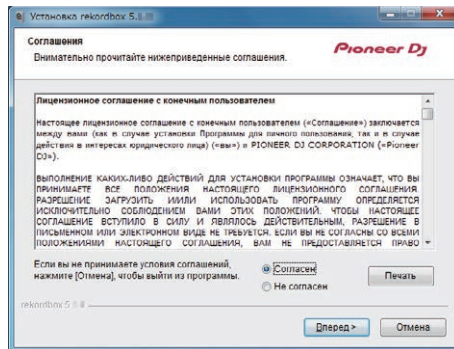 Установка rekordbox 5.
Соглашения
Внимательно прочитайте нижеприведенные соглашения.
Pioneer Dj
Лицензионное соглашение с конечным пользователем
Настоящее лицензионное соглашение с конечным пользователем («Соглашение») заключается
между вами (как в случае установки Программы для личного пользования, так и в случае
действия в интересах юридического лица) («вы») и PIONEER DJ CORPORATION («Pioneer
DJ»).
ВЫПОЛНЕНИЕ КАКИХ-ЛИБО ДЕЙСТВИЙ ДЛЯ УСТАНОВКИ ПРОГРАММЫ ОЗНАЧАЕТ, ЧТО ВЫ
ПРИНИМАЕТЕ ВСЕ ПОЛОЖЕНИЯ НАСТОЯЩЕГО ЛИЦЕНЗИОННОГО СОГЛАШЕНИЯ.
РАЗРЕШЕНИЕ ЗАГРУЗИТЬ И/ИЛИ ИСПОЛЬЗОВАТЬ ПРОГРАММУ ОПРЕДЕЛЯЕТСЯ
ИСКЛЮЧИТЕЛЬНО СОБЛЮДЕНИЕМ ВАМИ ЭТИХ ПОЛОЖЕНИЙ. ЧТОБЫ НАСТОЯЩЕЕ
СОГЛАШЕНИЕ ВСТУПИЛО В СИЛУ И ЯВЛЯЛОСЬ ДЕЙСТВИТЕЛЬНЫМ, РАЗРЕШЕНИЕ В
ПИСЬМЕННОМ ИЛИ ЭЛЕКТРОННОМ ВИДЕ НЕ ТРЕБУЕТСЯ. ЕСЛИ ВЫ НЕ СОГЛАСНЫ СО ВСЕМИ
ПОЛОЖЕНИЯМИ НАСТОЯЩЕГО СОГЛАШЕНИЯ, ВАМ НЕ ПРЕДОСТАВЛЯЕТСЯ ПРАВО
Если вы не принимаете условия соглашений,
нажмите [Отмена], чтобы выйти из программы.
Согласен
Не согласен
Печать
rekordbox 5
Вперед >
Отмена